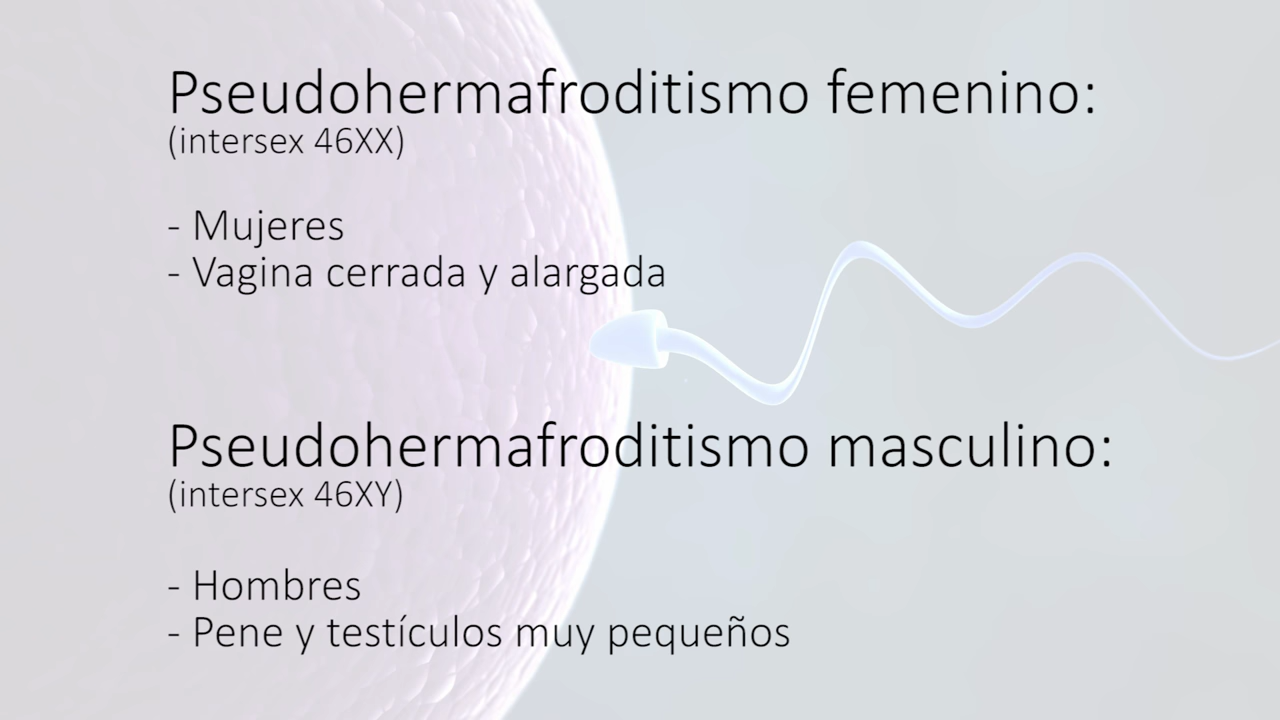 Pseudohermafroditismo femenino:
(intersex 46XX)
- Mujeres
- Vagina cerrada y alargada
Pseudohermafroditismo masculino:
(intersex 46XY)
- Hombres
- Pene y testículos muy pequeños